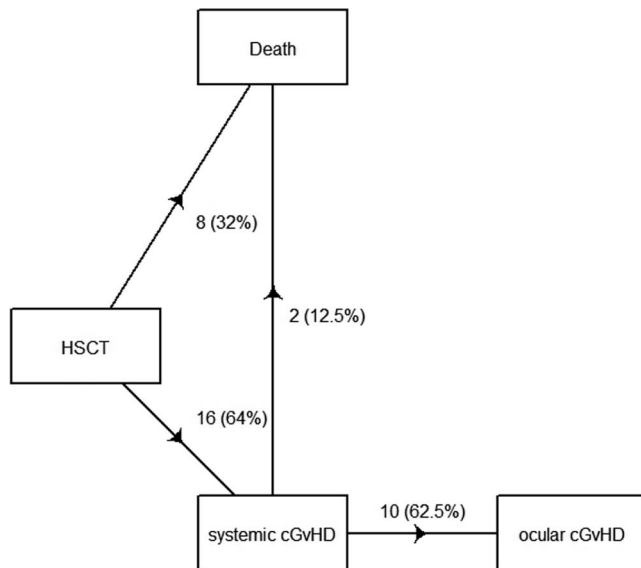 Death
8 (32%)
2 (12.5%)
HSCT
16 (64%)
systemic cGvHD
10 (62.5%)
ocular cGvHD